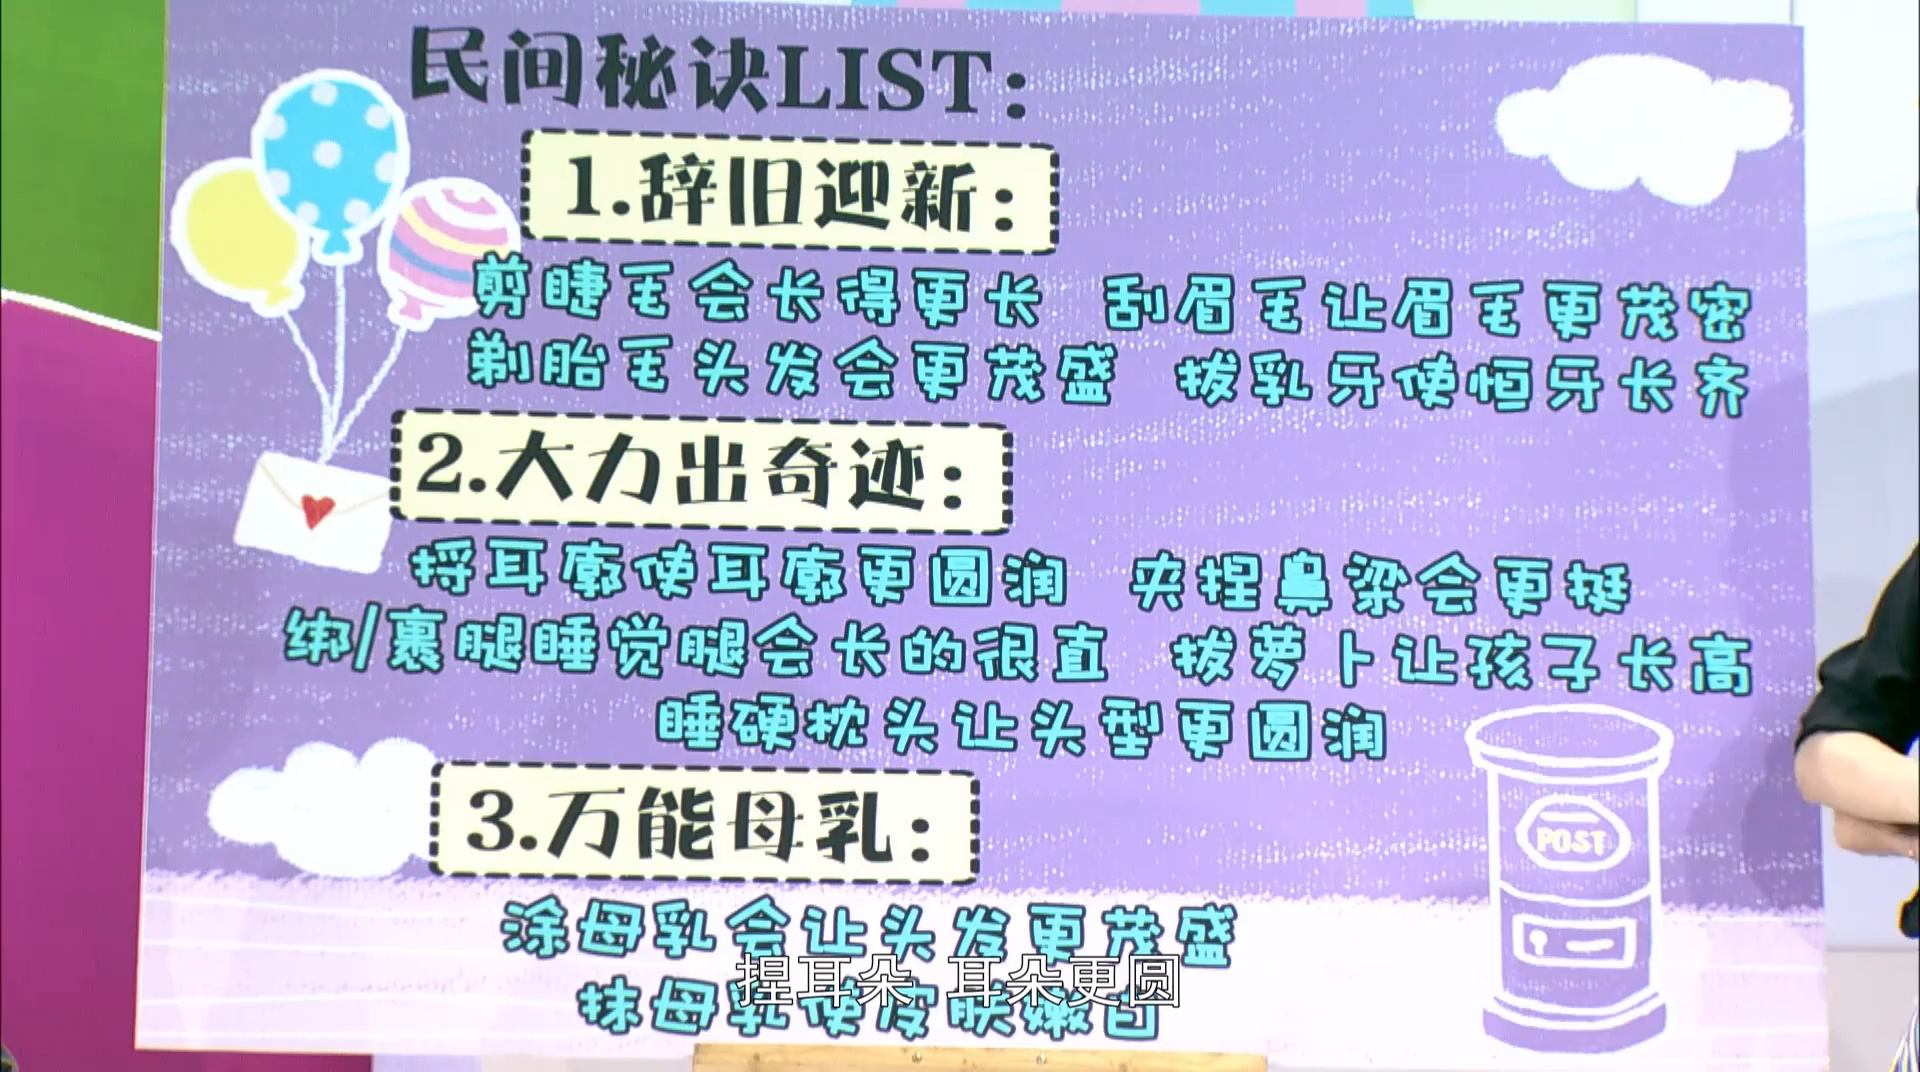 民间秘诀LIST：
1.辞旧迎新：
剪睫毛会长得更长 刮眉毛让眉毛更茂密
剃胎毛头发会更茂盛 拔乳牙使恒牙长齐
2.大力出奇迹：
捋耳廓使耳廓更圆润 夹捏鼻梁会更挺
绑/裹腿睡觉腿会长的很直 拔萝卜让孩子长高
睡硬枕头让头型更圆润
3.万能母乳：
POST
涂母乳会让头发更茂盛
捏耳朵 耳朵更圆
抹母乳使皮肤嫩白